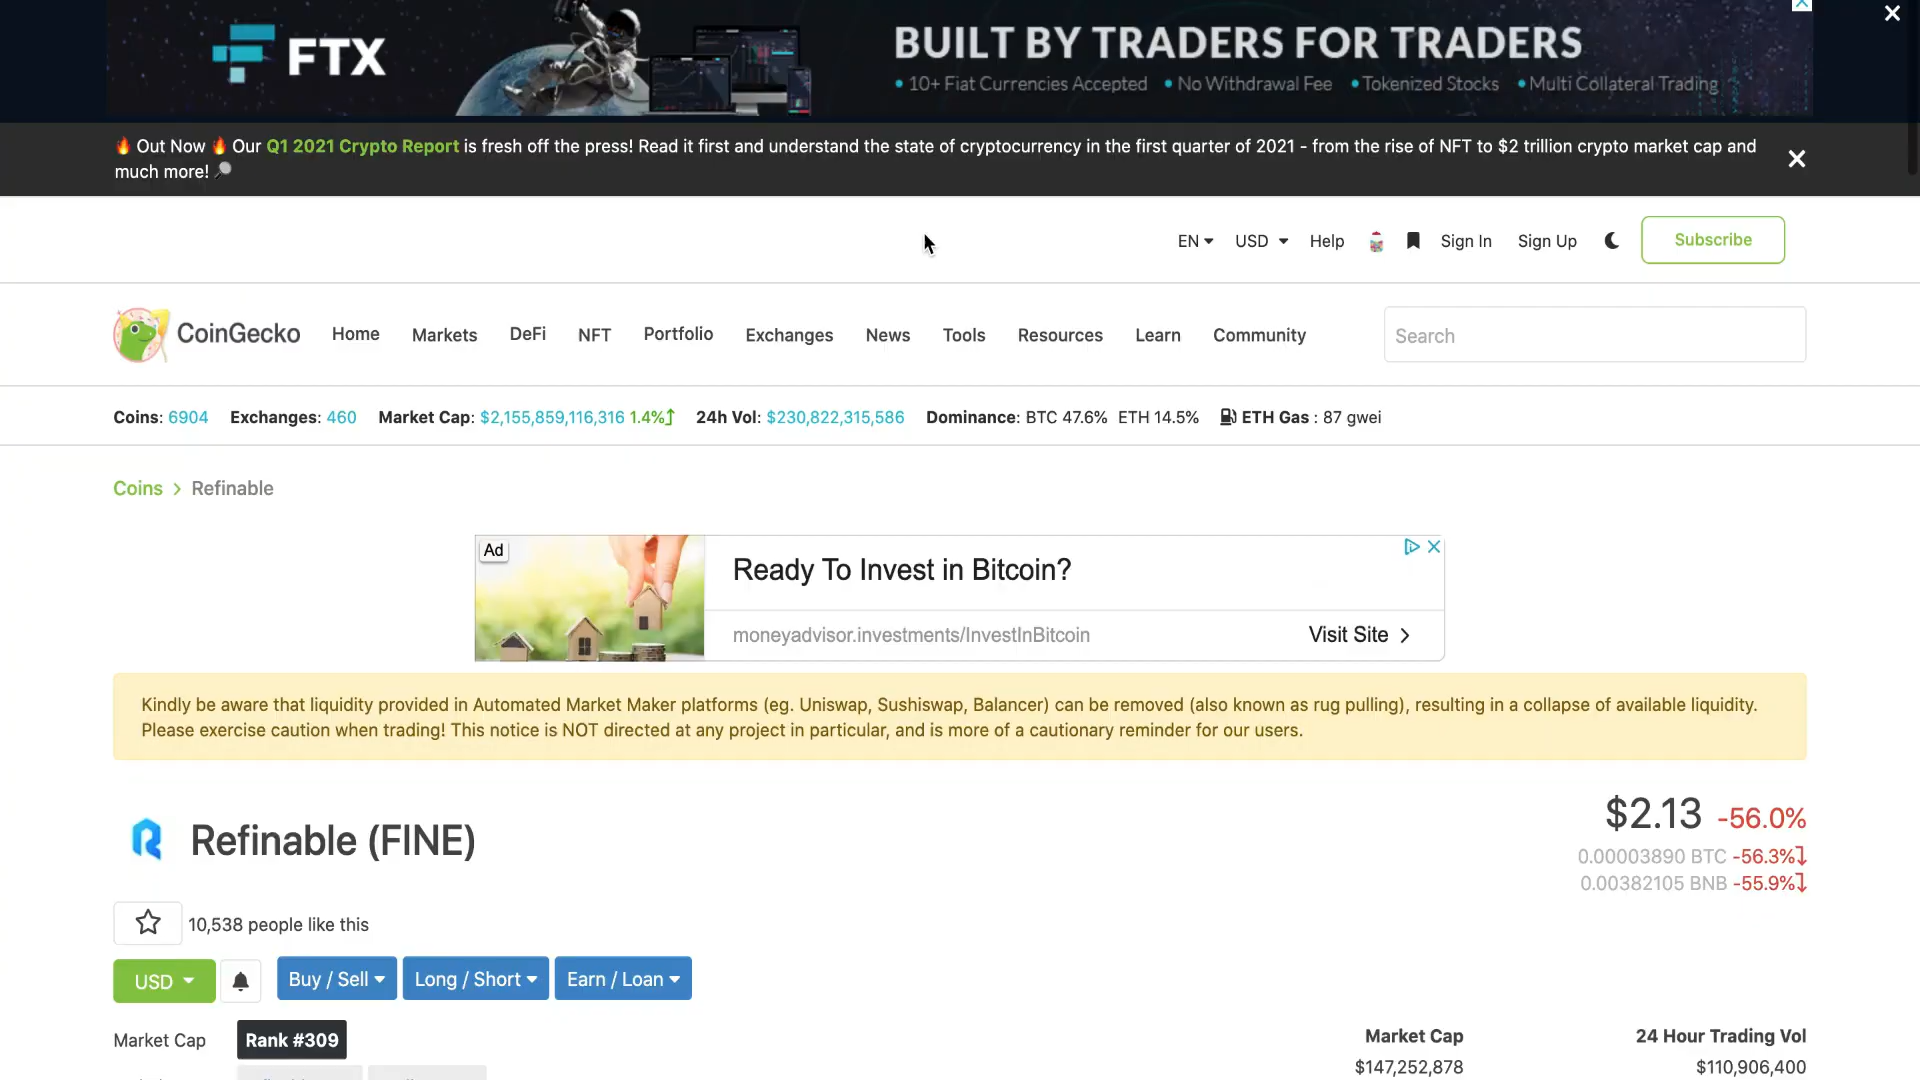 FTX
BUILT BY TRADERS FOR TRADERS
• 10+ Fiat Currencies Accepted • No Withdrawal Fee • Tokenized Stocks • Multi Collateral Trading
Out Now Our Q1 2021 Crypto Report is fresh off the press! Read it first and understand the state of cryptocurrency in the first quarter of 2021 - from the rise of NFT to $2 trillion crypto market cap and
much more!
EN USD Help Sign In Sign Up Subscribe
CoinGecko Home Markets DeFi NFT Portfolio Exchanges News Tools Resources Learn Community Search
Coins: 6904 Exchanges: 460 Market Cap: $2,155,859,116,316 1.4% 24h Vol: $230,822,315,586 Dominance: BTC 47.6% ETH 14.5% ETH Gas : 87 gwei
Coins > Refinable
Ad
Ready To Invest in Bitcoin?
moneyadvisor.investments/InvestInBitcoin Visit Site >
Kindly be aware that liquidity provided in Automated Market Maker platforms (eg. Uniswap, Sushiswap, Balancer) can be removed (also known as rug pulling), resulting in a collapse of available liquidity.
Please exercise caution when trading! This notice is NOT directed at any project in particular, and is more of a cautionary reminder for our users.
Refinable (FINE)
$2.13 -56.0%
0.00003890 BTC -56.3%
0.00382105 BNB -55.9%
10,538 people like this
USD Buy / Sell Long / Short Earn / Loan
Market Cap Rank #309
Market Cap 24 Hour Trading Vol
$147,252,878 $110,906,400